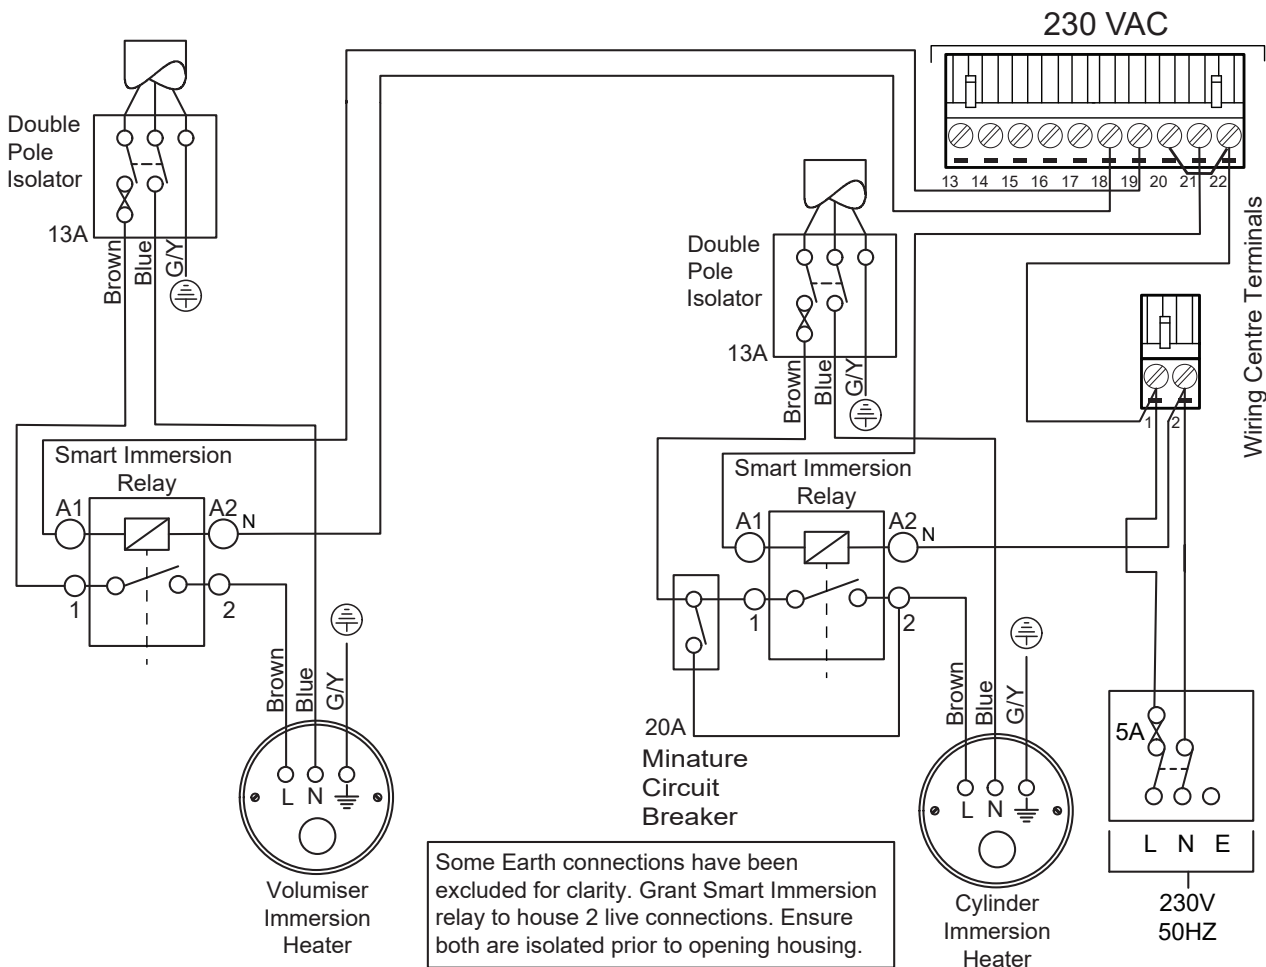 230 VAC
13 14 15 16 17 18 19 20 21 22
Wiring Centre Terminals
1 2
Double
Pole
Isolator
13A
Brown
Blue
G/Y
Smart Immersion
Relay
A1
A2
N
1
2
Brown
Blue
G/Y
L N
Volumiser
Immersion
Heater
Double
Pole
Isolator
13A
Brown
Blue
G/Y
Smart Immersion
Relay
A1
A2
N
1
2
20A
Minature
Circuit
Breaker
Brown
Blue
G/Y
L N
Cylinder
Immersion
Heater
5A
L N E
230V
50HZ
Some Earth connections have been
excluded for clarity. Grant Smart Immersion
relay to house 2 live connections. Ensure
both are isolated prior to opening housing.